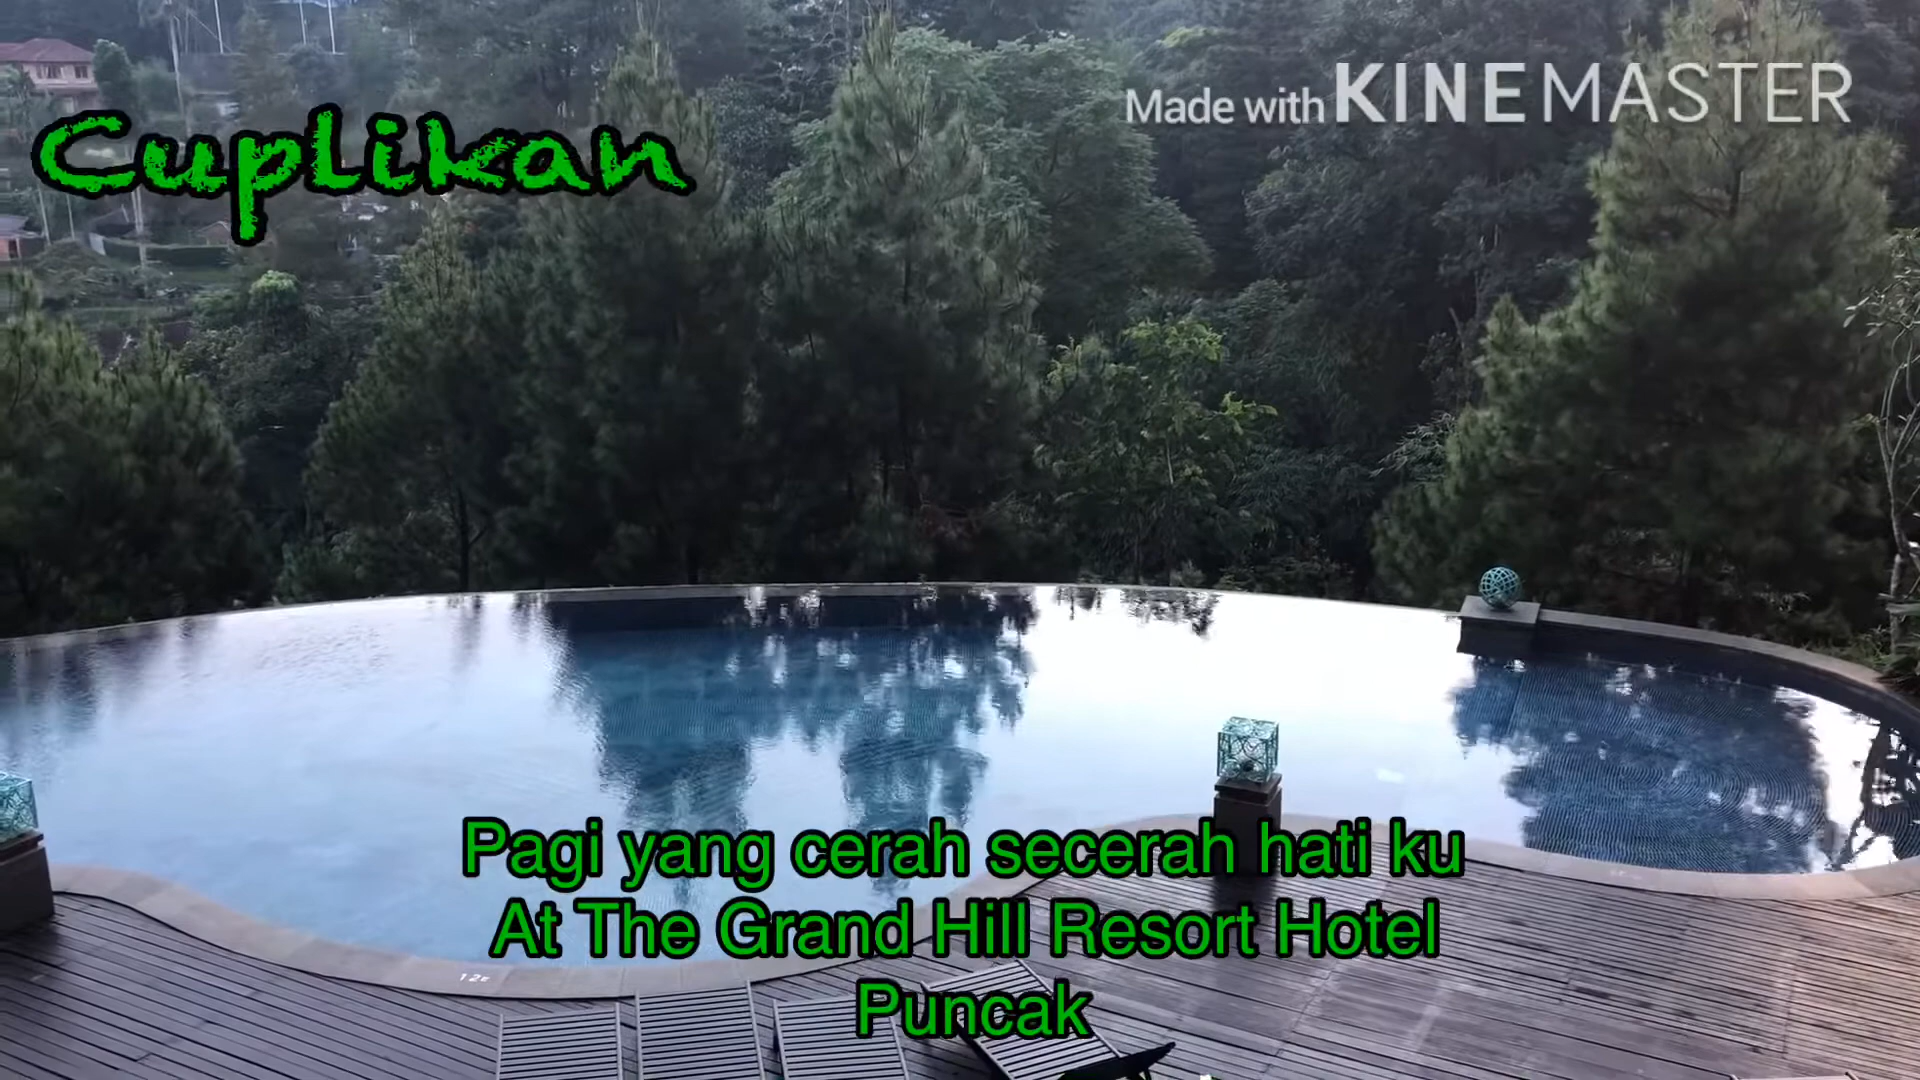 Made with KINEMASTER
Cuplikan
Pagi yang cerah secerah hati ku
At The Grand Hill Resort Hotel
Puncak